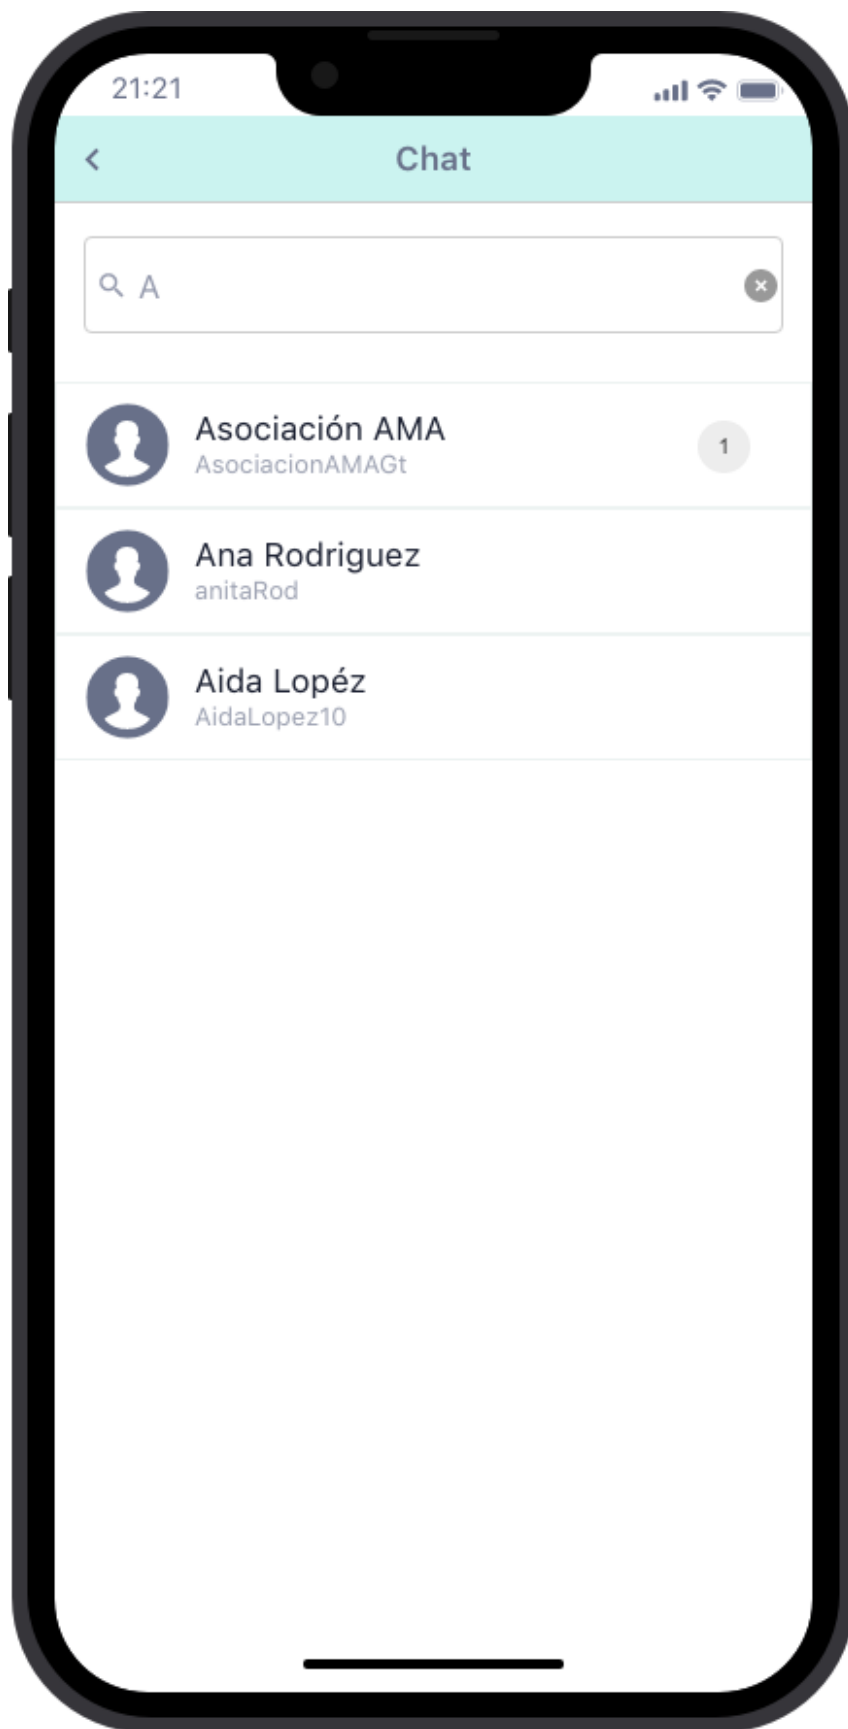 21:21
Chat
A
Asociación AMA
AsociacionAMAGt
1
Ana Rodriguez
anitaRod
Aida Lopéz
AidaLopez10